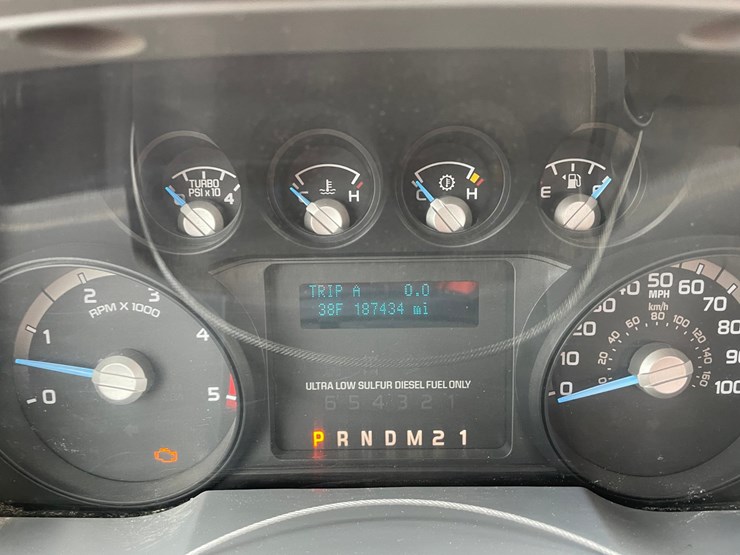 TURBO
PSI x 10
4
H
C H
E
TRIP A 0.0
38F 187434 mi
0 1 2 3 4 5
RPM X 1000
ULTRA LOW SULFUR DIESEL FUEL ONLY
6 5 4 3 2 1
P R N D M 2 1
0 10 20 50 60 70 80 100
MPH
km/h
20 40 60 80 100 120 140 160